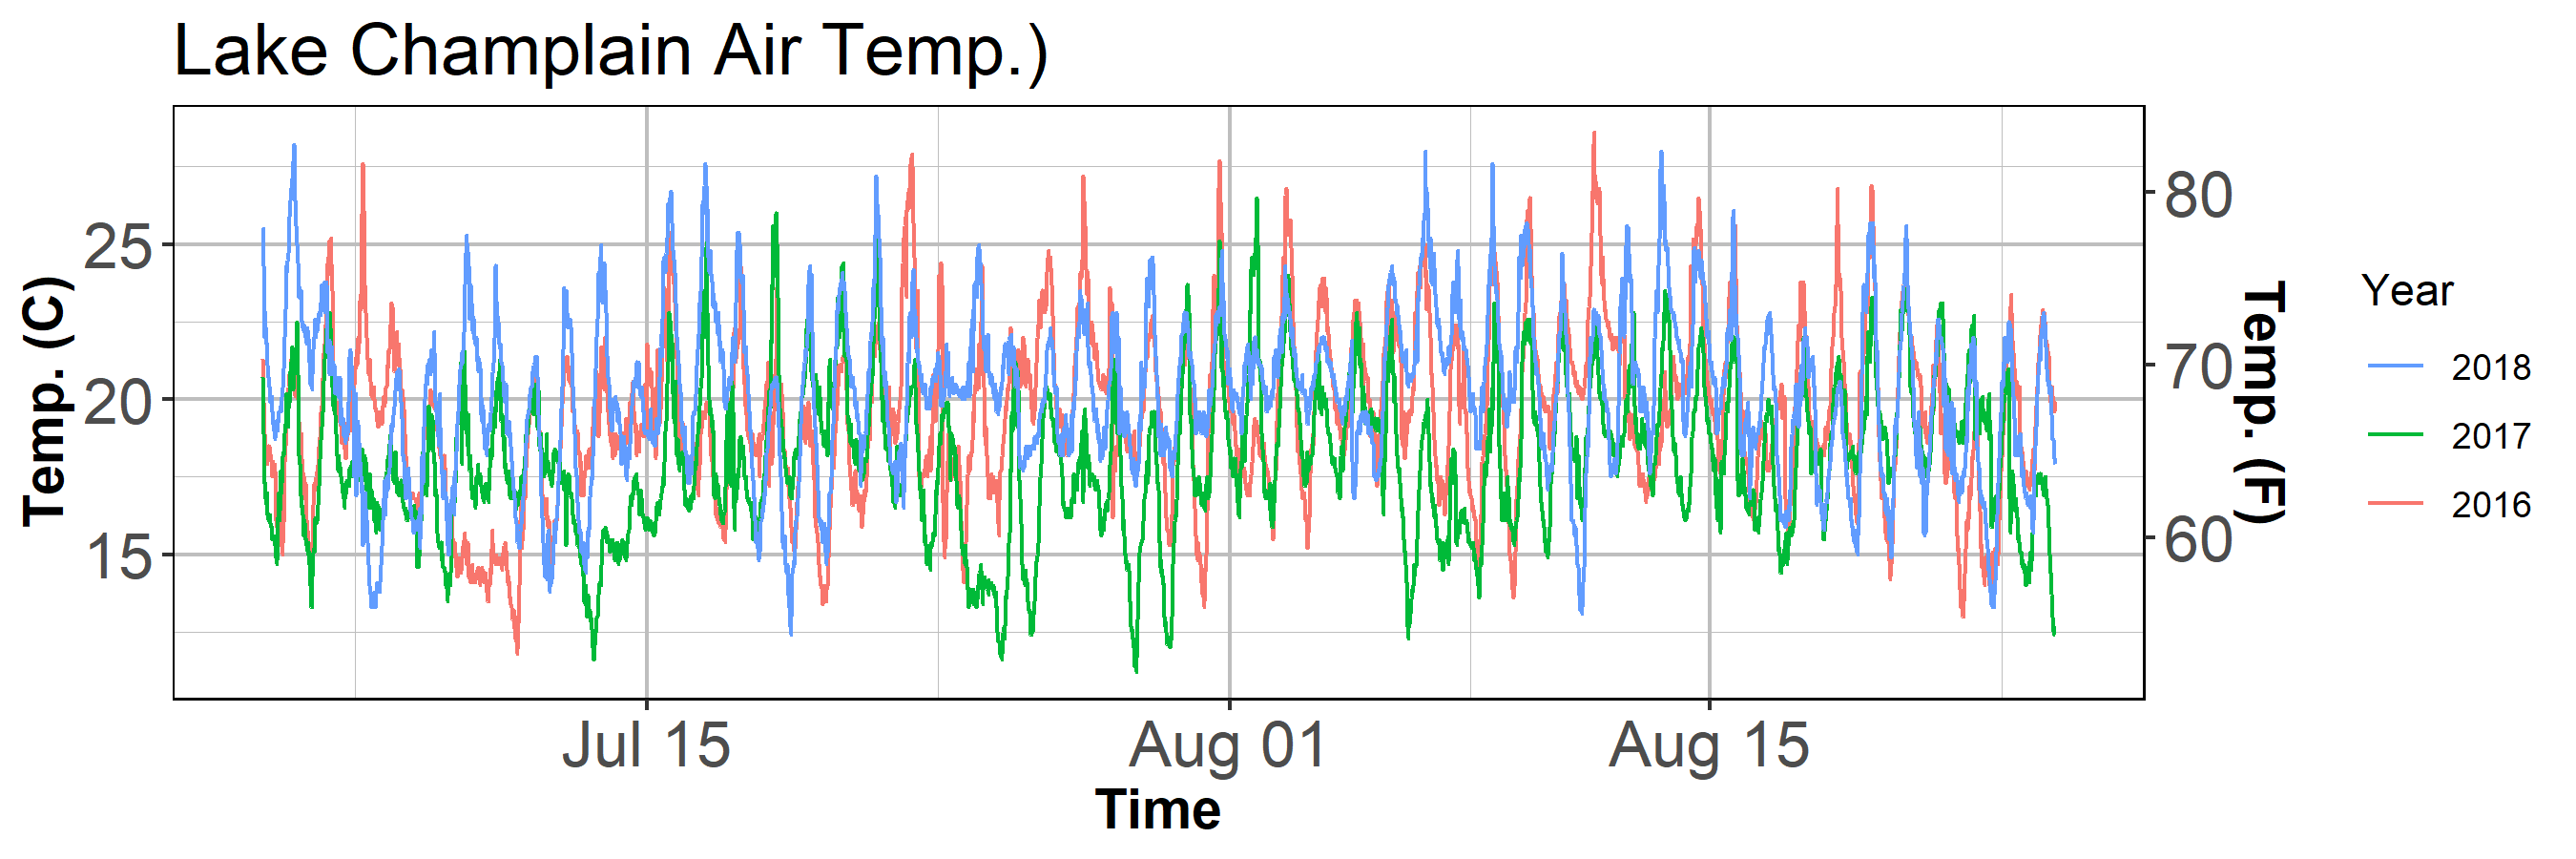 Lake Champlain Air Temp.)
Temp. (C)
25
20
15
80
70
60
Temp. (F)
Jul 15
Aug 01
Aug 15
Time
Year
2018
2017
2016